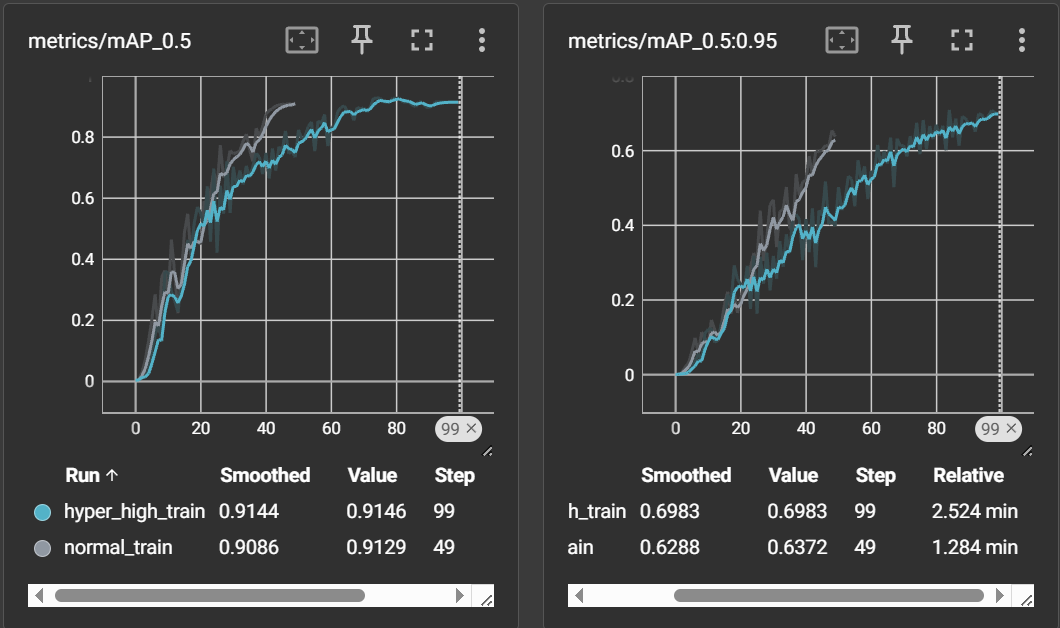 metrics/mAP_0.5
0.8
0.6
0.4
0.2
0
0 20 40 60 80 99 ×
Run ↑ Smoothed Value Step
hyper_high_train 0.9144 0.9146 99
normal_train 0.9086 0.9129 49
metrics/mAP_0.5:0.95
0.6
0.4
0.2
0
0 20 40 60 80 99 ×
Smoothed Value Step Relative
h_train 0.6983 0.6983 99 2.524 min
ain 0.6288 0.6372 49 1.284 min